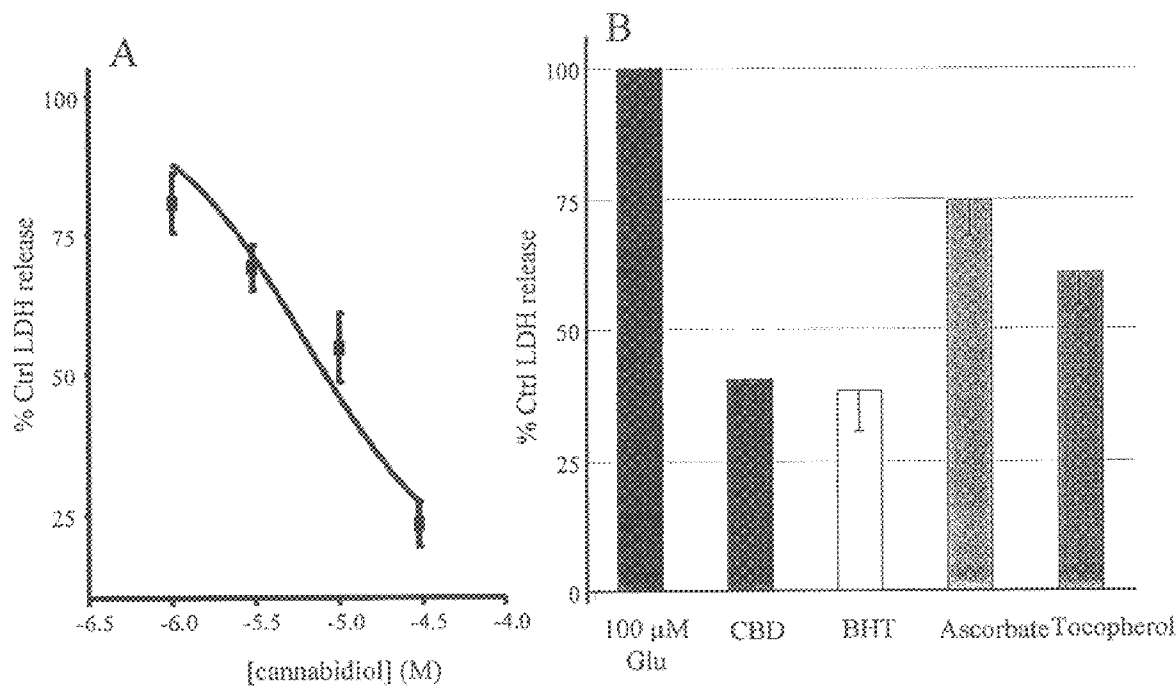 A
% Ctrl LDH release
100
75
50
25
-6.5 -6.0 -5.5 -5.0 -4.5 -4.0
[cannabidiol] (M)
B
% Ctrl LDH release
100
75
50
25
0
100 µM Glu
CBD
BHT
Ascorbate
Tocopherol